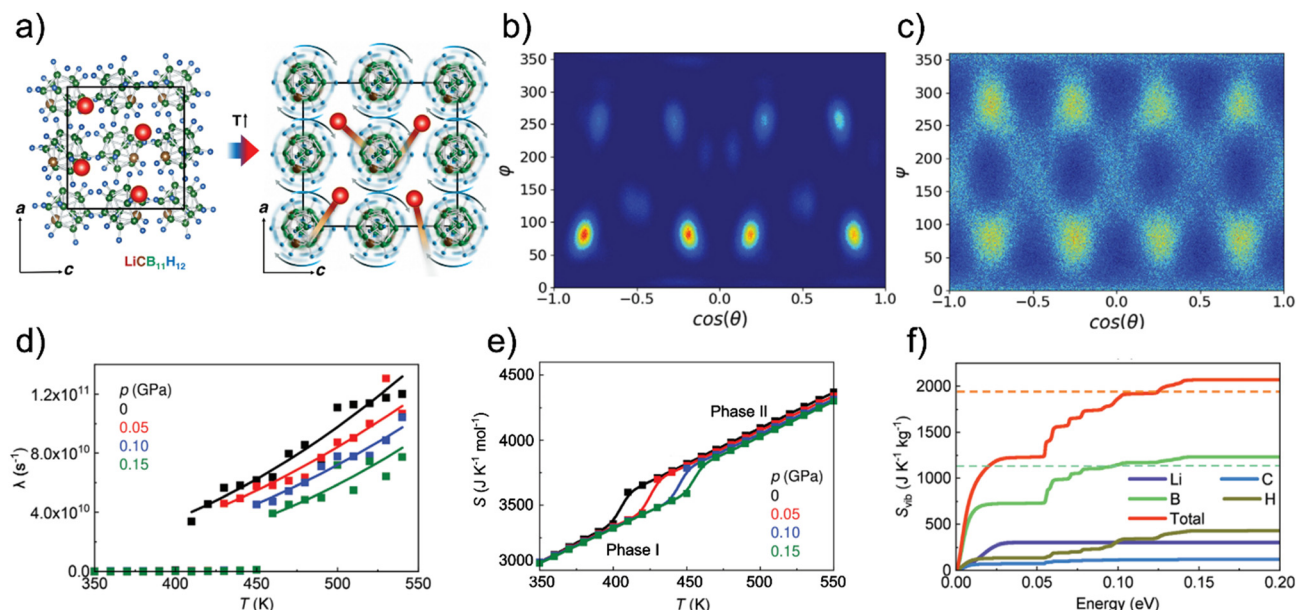 a)
T↑
a
c
LiCB11H12
a
c
b)
350
300
250
200
150
100
50
0
φ
-1.0
-0.5
0.0
0.5
1.0
cos(θ)
c)
350
300
250
200
150
100
50
0
φ
-1.0
-0.5
0.0
0.5
1.0
cos(θ)
d)
λ (s⁻¹)
1.2x10¹¹
8.0x10¹⁰
4.0x10¹⁰
0.0
p (GPa)
0
0.05
0.10
0.15
350
400
450
500
550
T (K)
e)
S (J K⁻¹ mol⁻¹)
4500
4000
3500
3000
Phase II
Phase I
p (GPa)
0
0.05
0.10
0.15
350
400
450
500
550
T (K)
f)
S_vib (J K⁻¹ kg⁻¹)
2000
1750
1500
1250
1000
750
500
250
0
Li
C
B
H
Total
0.00
0.05
0.10
0.15
0.20
Energy (eV)